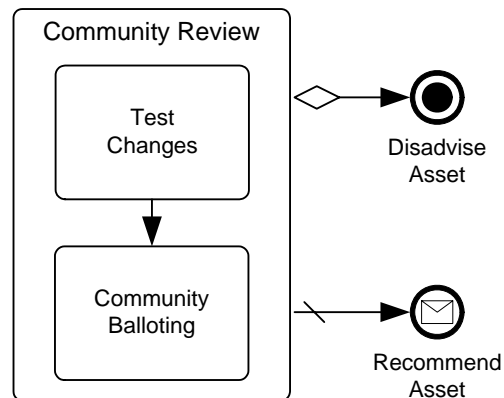 Community Review
Test
Changes
Community
Balloting
Disadvise
Asset
Recommend
Asset